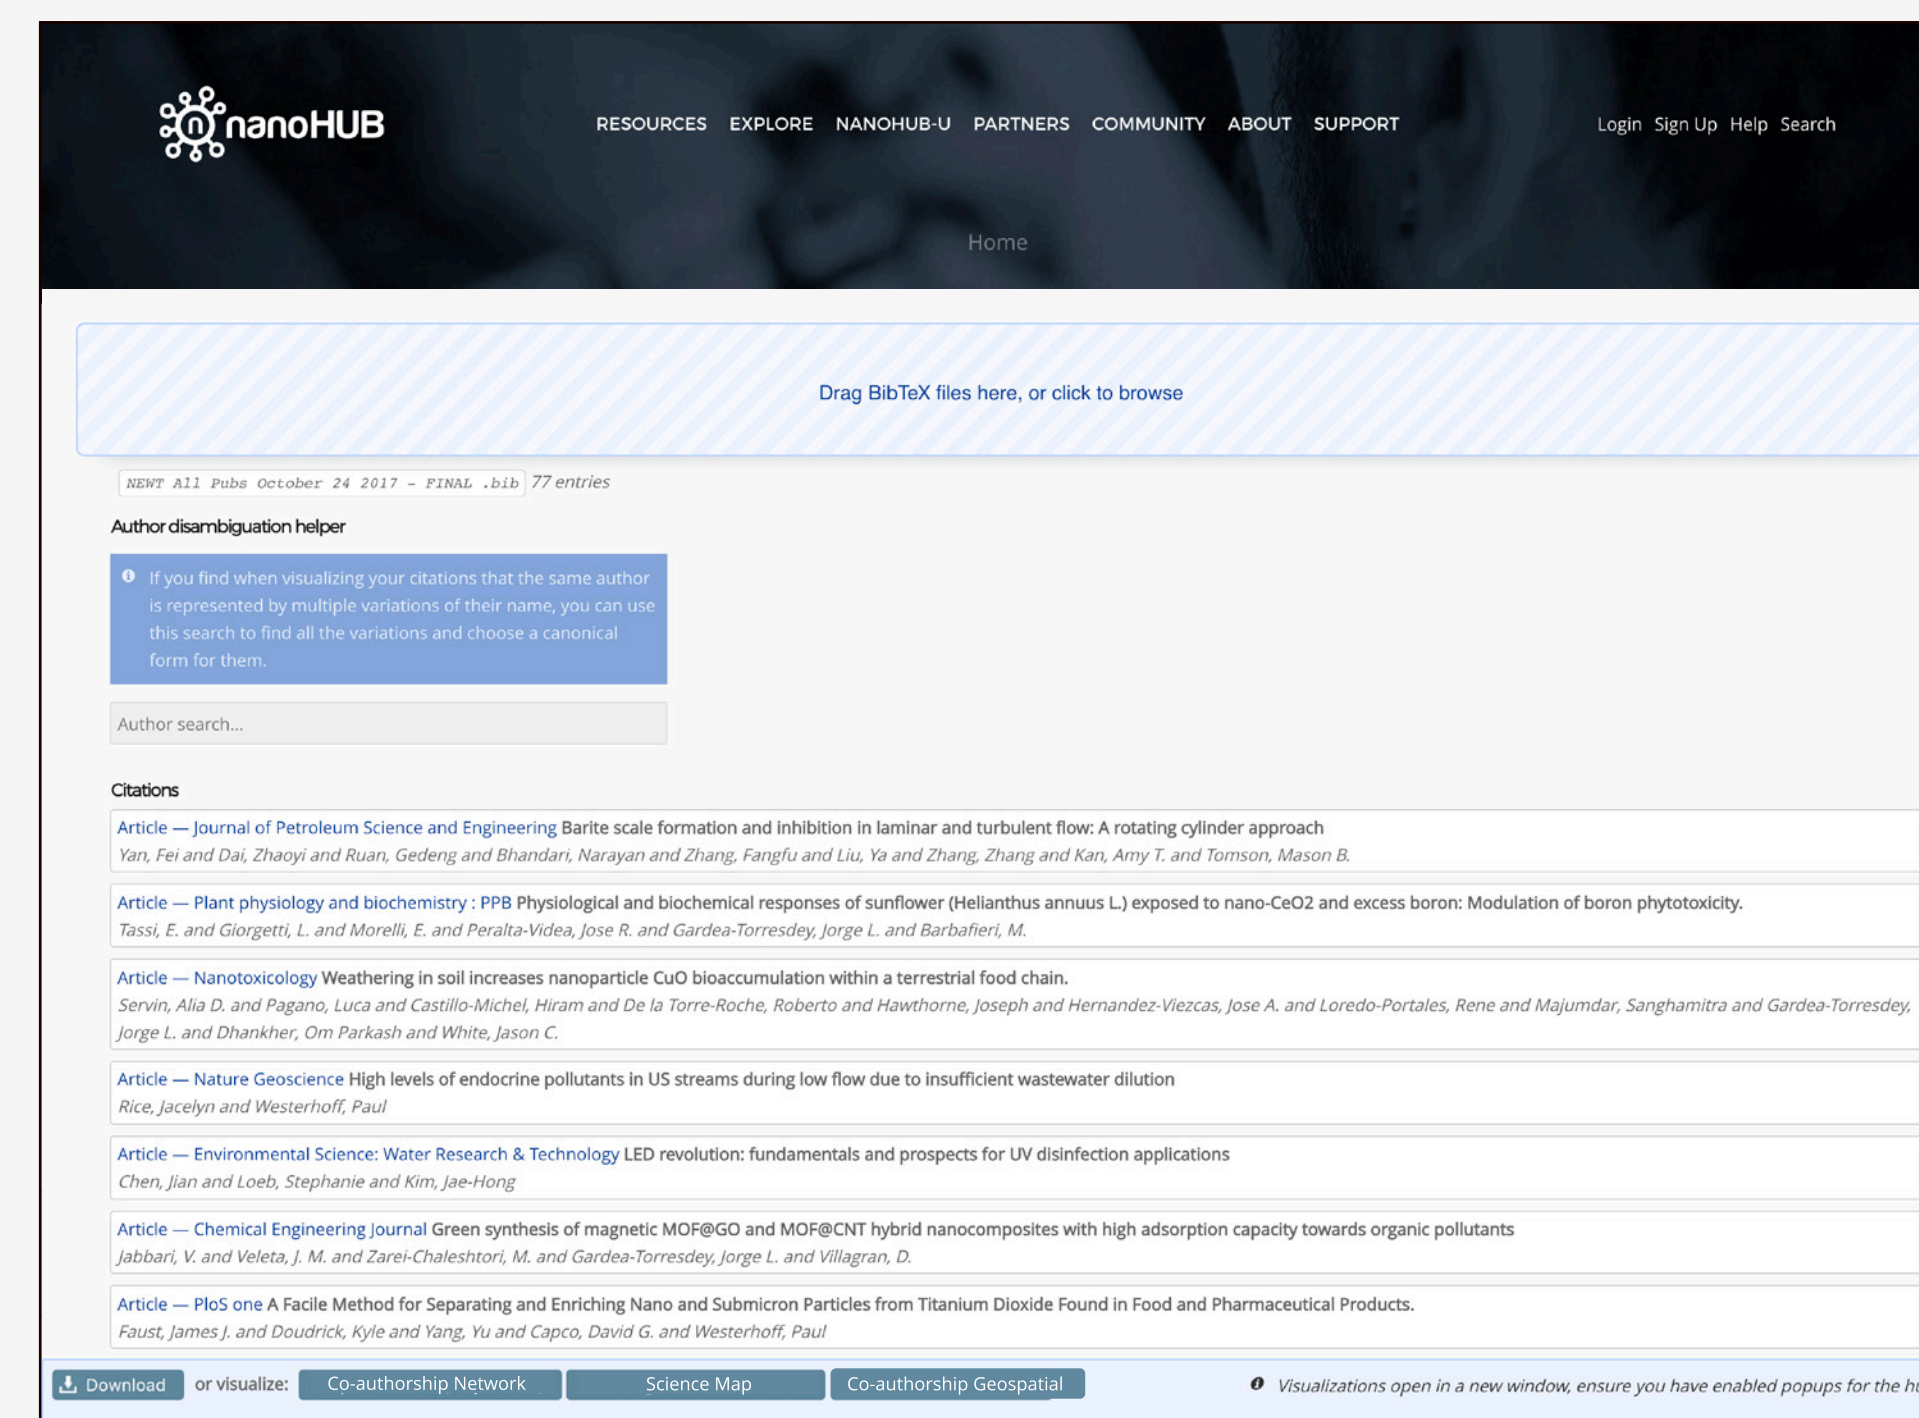 nanoHUB
RESOURCES EXPLORE NANOHUB-U PARTNERS COMMUNITY ABOUT SUPPORT
Login Sign Up Help Search
Home
Drag BibTeX files here, or click to browse
NEWT All Pubs October 24 2017 - FINAL .bib 77 entries
Author disambiguation helper
If you find when visualizing your citations that the same author
is represented by multiple variations of their name, you can use
this search to find all the variations and choose a canonical
form for them.
Author search...
Citations
Article — Journal of Petroleum Science and Engineering Barite scale formation and inhibition in laminar and turbulent flow: A rotating cylinder approach
Yan, Fei and Dai, Zhaoyi and Ruan, Gedeng and Bhandari, Narayan and Zhang, Fangfu and Liu, Ya and Zhang, Zhang and Kan, Amy T. and Tomson, Mason B.
Article — Plant physiology and biochemistry : PPB Physiological and biochemical responses of sunflower (Helianthus annuus L.) exposed to nano-CeO2 and excess boron: Modulation of boron phytotoxicity.
Tassi, E. and Giorgetti, L. and Morelli, E. and Peralta-Videa, Jose R. and Gardea-Torresdey, Jorge L. and Barbafieri, M.
Article — Nanotoxicology Weathering in soil increases nanoparticle CuO bioaccumulation within a terrestrial food chain.
Servin, Alia D. and Pagano, Luca and Castillo-Michel, Hiram and De la Torre-Roche, Roberto and Hawthorne, Joseph and Hernandez-Viezcas, Jose A. and Loredo-Portales, Rene and Majumdar, Sanghamitra and Gardea-Torresdey,
Jorge L. and Dhankher, Om Parkash and White, Jason C.
Article — Nature Geoscience High levels of endocrine pollutants in US streams during low flow due to insufficient wastewater dilution
Rice, Jacelyn and Westerhoff, Paul
Article — Environmental Science: Water Research & Technology LED revolution: fundamentals and prospects for UV disinfection applications
Chen, Jian and Loeb, Stephanie and Kim, Jae-Hong
Article — Chemical Engineering Journal Green synthesis of magnetic MOF@GO and MOF@CNT hybrid nanocomposites with high adsorption capacity towards organic pollutants
Jabbari, V. and Veleta, J. M. and Zarei-Chaleshtori, M. and Gardea-Torresdey, Jorge L. and Villagran, D.
Article — PloS one A Facile Method for Separating and Enriching Nano and Submicron Particles from Titanium Dioxide Found in Food and Pharmaceutical Products.
Faust, James J. and Doudrick, Kyle and Yang, Yu and Capco, David G. and Westerhoff, Paul
Download or visualize: Co-authorship Network Science Map Co-authorship Geospatial
Visualizations open in a new window, ensure you have enabled popups for the